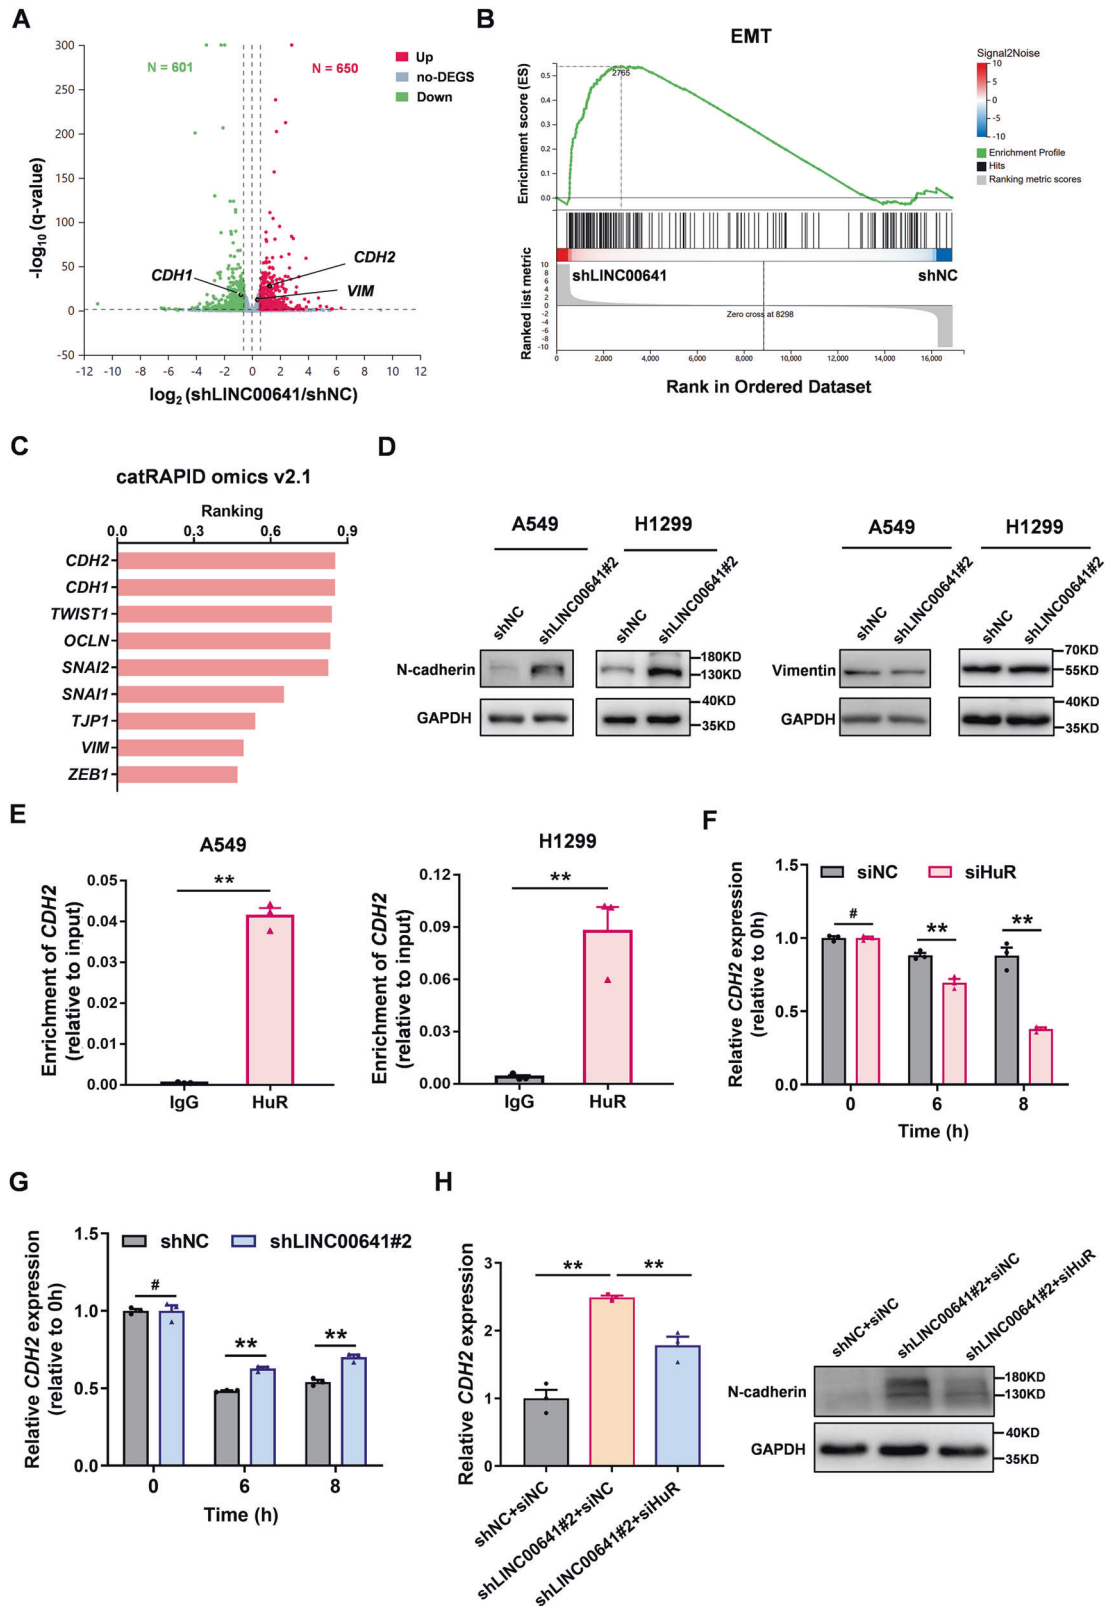 A
300
250
200
150
100
50
0
-50
-log10 (q-value)
N = 601
N = 650
Up
no-DEGS
Down
CDH1
CDH2
VIM
-12 -10 -8 -6 -4 -2 0 2 4 6 8 10 12
log2 (shLINC00641/shNC)
B
EMT
Enrichment score (ES)
0.5
0.4
0.3
0.2
0.1
0.0
2765
Signal2Noise
10
5
0
-5
-10
Enrichment Profile
Hits
Ranking metric scores
shLINC00641
shNC
Ranked list metric
10
8
6
4
2
0
-2
-4
-6
-8
-10
Zero cross at 8298
0 2,000 4,000 6,000 8,000 10,000 12,000 14,000 16,000
Rank in Ordered Dataset
C
catRAPID omics v2.1
Ranking
0.0 0.3 0.6 0.9
CDH2
CDH1
TWIST1
OCLN
SNAI2
SNAI1
TJP1
VIM
ZEB1
D
A549 H1299
shNC shLINC00641#2 shNC shLINC00641#2
N-cadherin
180KD
130KD
GAPDH
40KD
35KD
A549 H1299
shNC shLINC00641#2 shNC shLINC00641#2
Vimentin
70KD
55KD
GAPDH
40KD
35KD
E
A549
Enrichment of CDH2
(relative to input)
0.05
0.04
0.03
0.02
0.01
0.00
**
IgG HuR
H1299
Enrichment of CDH2
(relative to input)
0.12
0.09
0.06
0.03
0.00
**
IgG HuR
F
Relative CDH2 expression
(relative to 0h)
1.5
1.0
0.5
0.0
siNC siHuR
# ** **
0 6 8
Time (h)
G
Relative CDH2 expression
(relative to 0h)
1.5
1.0
0.5
0.0
shNC shLINC00641#2
# ** **
0 6 8
Time (h)
H
Relative CDH2 expression
3
2
1
0
** **
shNC+siNC
shLINC00641#2+siNC
shLINC00641#2+siHuR
shNC+siNC
shLINC00641#2+siNC
shLINC00641#2+siHuR
N-cadherin
180KD
130KD
GAPDH
40KD
35KD